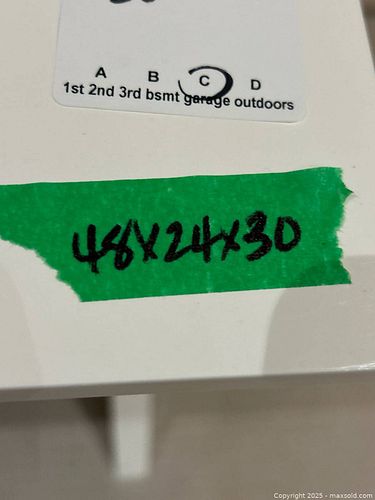 A B C D
1st 2nd 3rd bsmt garage outdoors
48x24x30
Copyright 2025 - maxsold.com